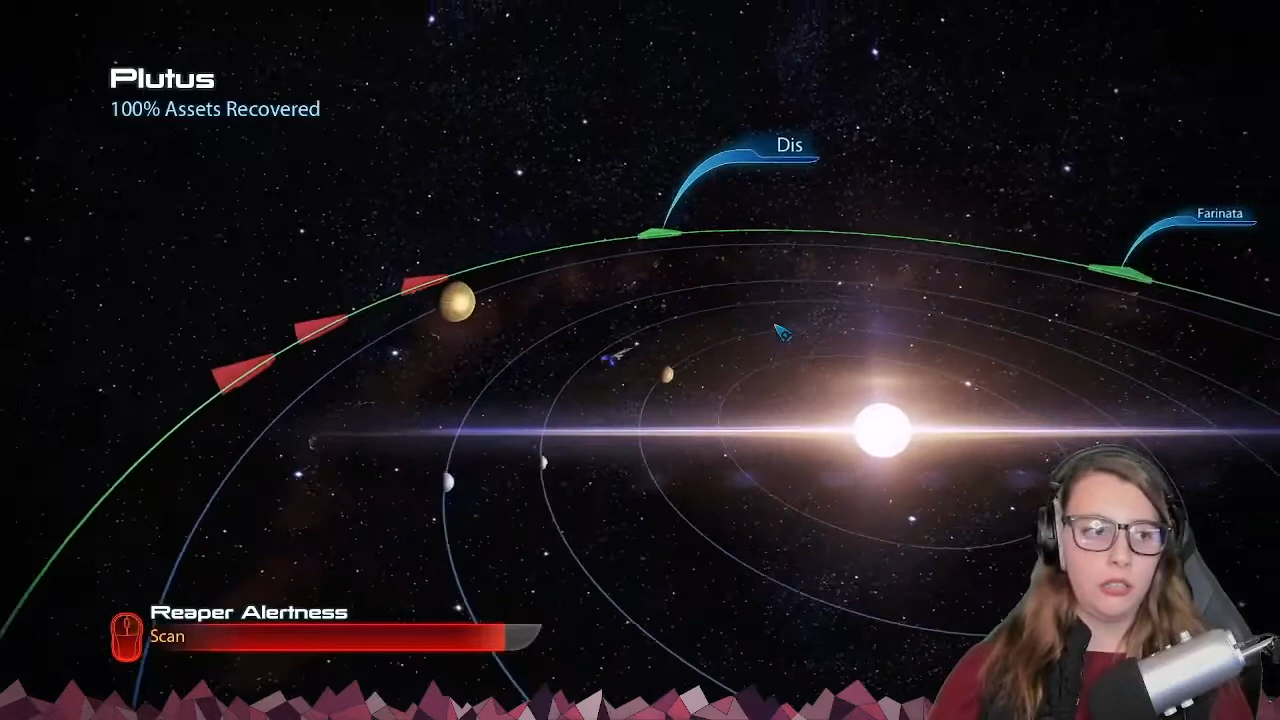 Plutus
100% Assets Recovered
Dis
Farinata
Reaper Alertness
Scan